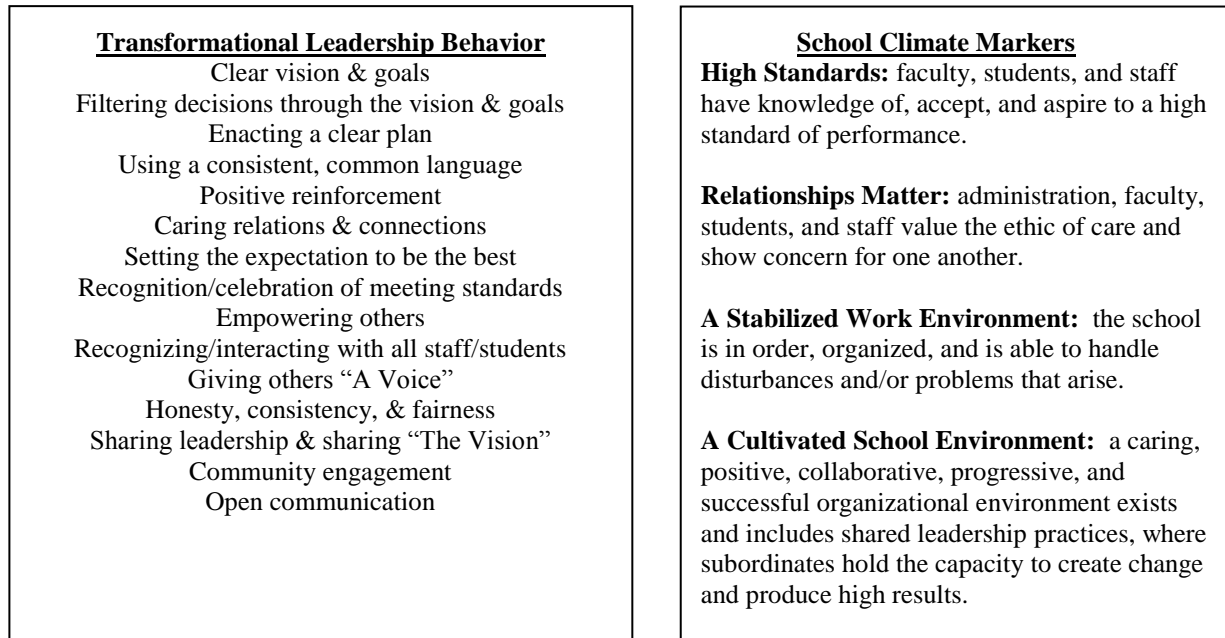 Transformational Leadership Behavior
Clear vision & goals
Filtering decisions through the vision & goals
Enacting a clear plan
Using a consistent, common language
Positive reinforcement
Caring relations & connections
Setting the expectation to be the best
Recognition/celebration of meeting standards
Empowering others
Recognizing/interacting with all staff/students
Giving others “A Voice”
Honesty, consistency, & fairness
Sharing leadership & sharing “The Vision”
Community engagement
Open communication
School Climate Markers
High Standards: faculty, students, and staff
have knowledge of, accept, and aspire to a high
standard of performance.
Relationships Matter: administration, faculty,
students, and staff value the ethic of care and
show concern for one another.
A Stabilized Work Environment: the school
is in order, organized, and is able to handle
disturbances and/or problems that arise.
A Cultivated School Environment: a caring,
positive, collaborative, progressive, and
successful organizational environment exists
and includes shared leadership practices, where
subordinates hold the capacity to create change
and produce high results.